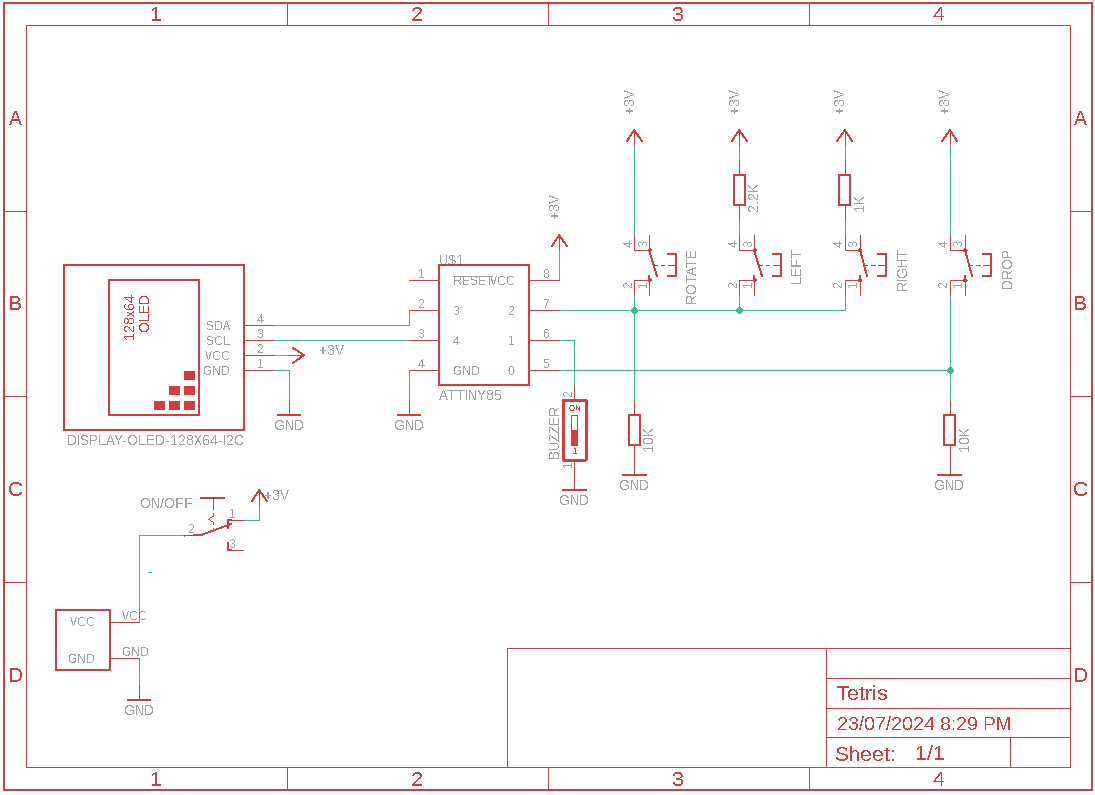 1 2 3 4
A A
+3V +3V +3V +3V
2.2K 1K
+3V
B B
4 3 4 3 4 3 4 3
2 1 2 1 2 1 2 1
ROTATE LEFT RIGHT DROP
U$1
1 RESET VCC 8
2 3 2 7
3 4 1 6
4 GND 0 5
ATTINY85
128x64
OLED
SDA 4
SCL 3
VCC 2 +3V
GND 1
DISPLAY-OLED-128X64-I2C
GND GND
2
BUZZER
ON
1
1
GND
10K 10K
GND GND
C C
ON/OFF +3V
2 1
3
VCC VCC
GND GND
GND
D D
Tetris
23/07/2024 8:29 PM
Sheet: 1/1
1 2 3 4